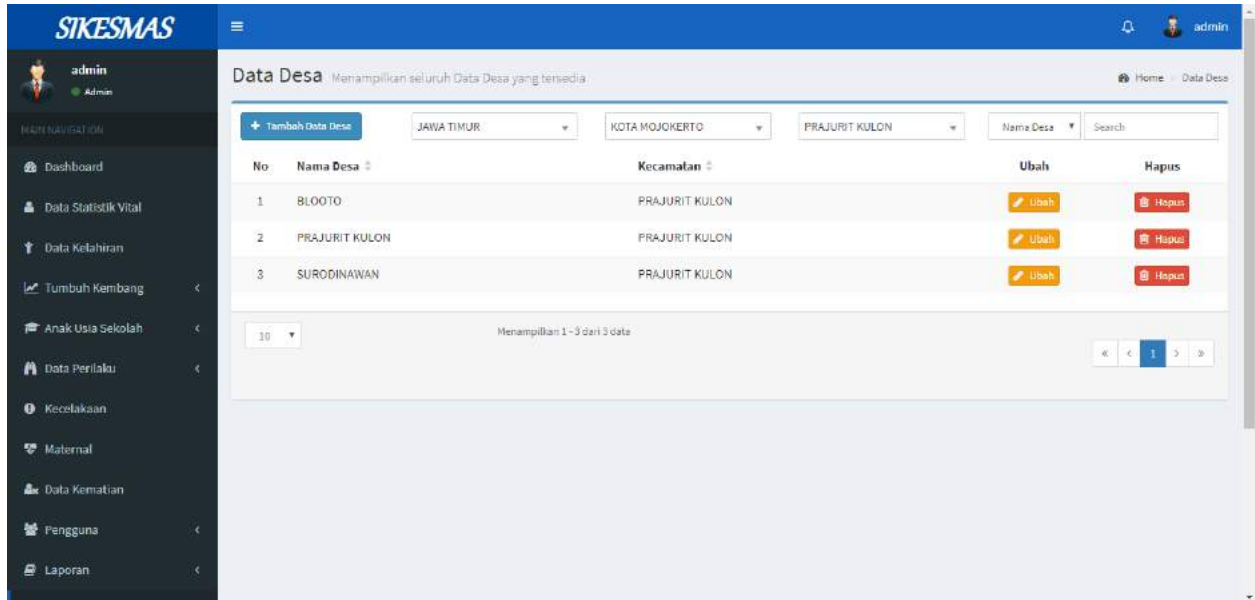 SIKESMAS
admin
admin
Admin
Data Desa Menampilkan seluruh Data Desa yang tersedia
Home Data Desa
MAIN NAVIGATION
+ Tambah Data Desa JAWA TIMUR KOTA MOJOKERTO PRAJURIT KULON Nama Desa Search
Dashboard
Data Statistik Vital
Data Kelahiran
Tumbuh Kembang
Anak Usia Sekolah
Data Perilaku
Kecelakaan
Maternal
Data Kematian
Pengguna
Laporan
No Nama Desa Kecamatan Ubah Hapus
1 BLOOTO PRAJURIT KULON Ubah Hapus
2 PRAJURIT KULON PRAJURIT KULON Ubah Hapus
3 SURODINAWAN PRAJURIT KULON Ubah Hapus
10 Menampilkan 1 - 3 dari 3 data
« < 1 > »